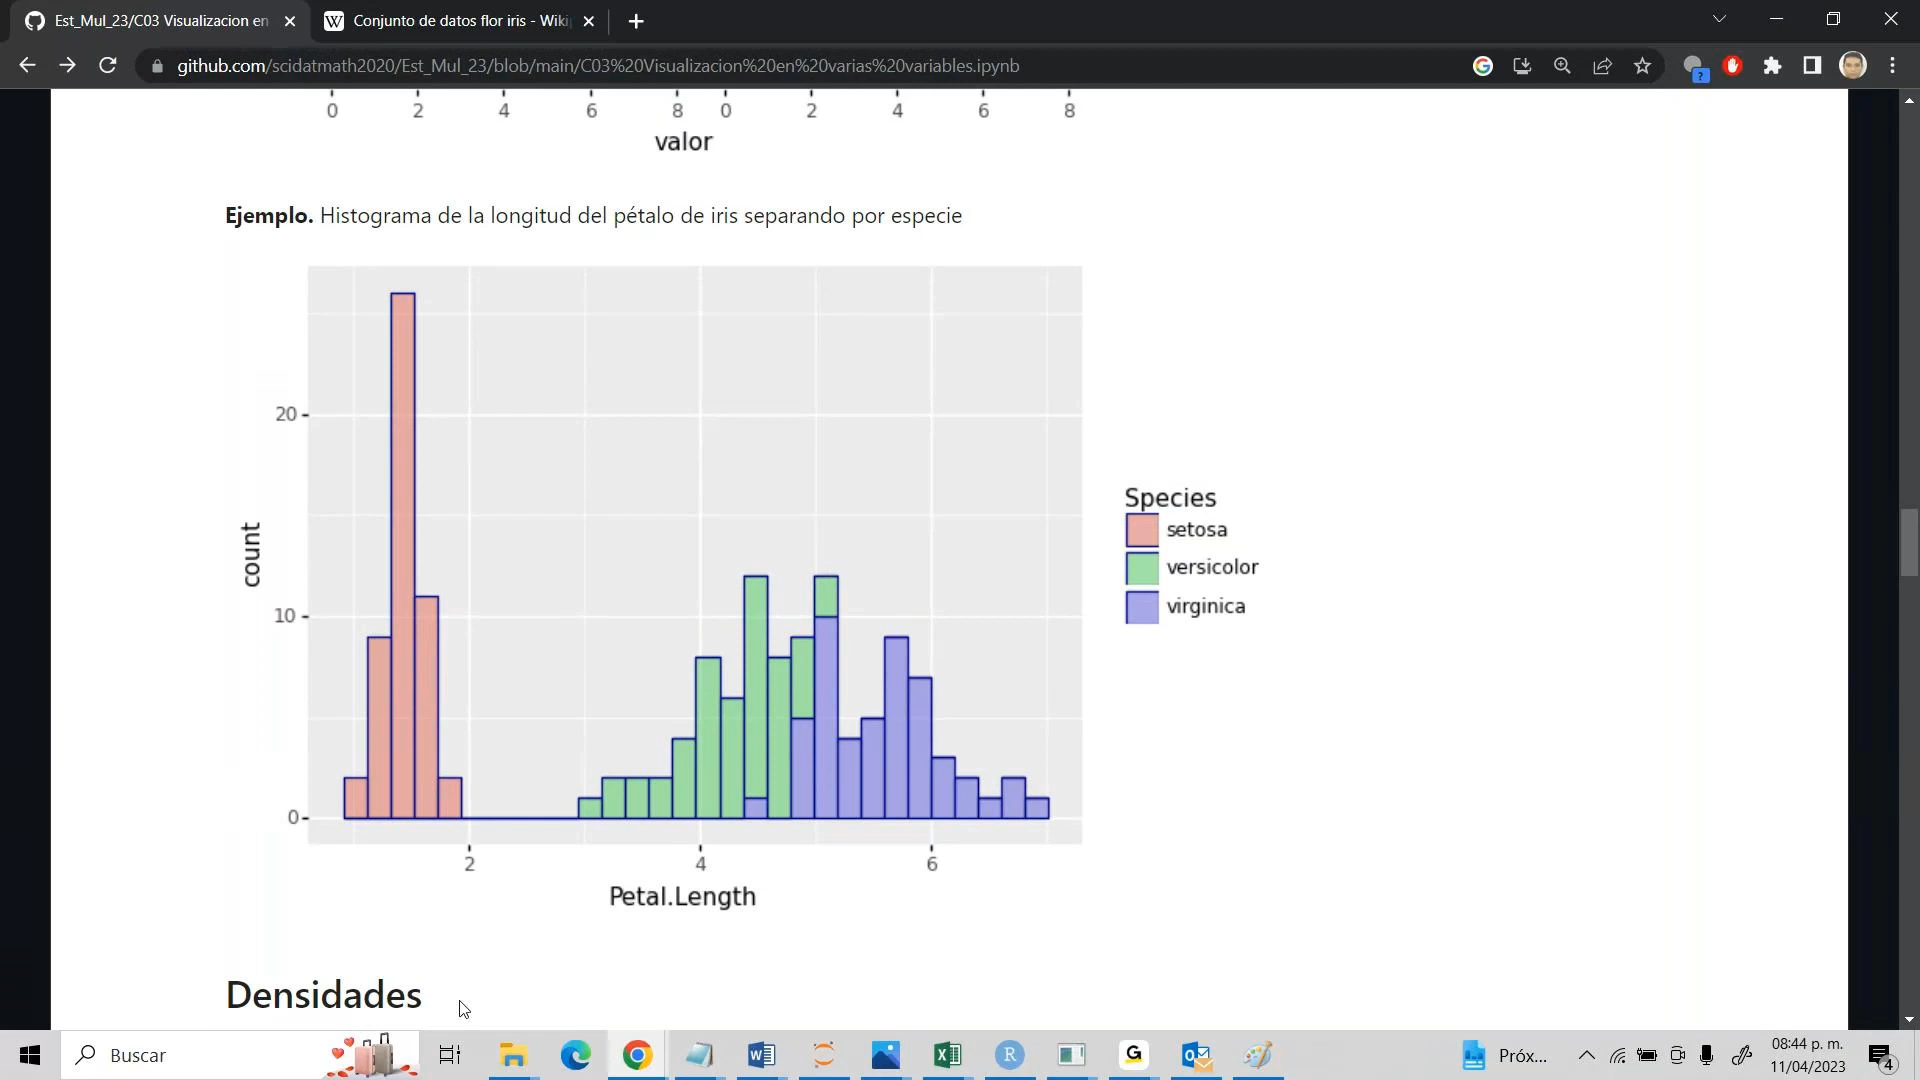 Est_Mul_23/C03 Visualizacion en
Conjunto de datos flor iris - Wiki
github.com/scidatmath2020/Est_Mul_23/blob/main/C03%20Visualizacion%20en%20varias%20variables.ipynb
0 2 4 6 8 0 2 4 6 8
valor
Ejemplo. Histograma de la longitud del pétalo de iris separando por especie
20
10
0
count
2 4 6
Petal.Length
Species
setosa
versicolor
virginica
Densidades
Buscar
Próx...
08:44 p. m.
11/04/2023
4